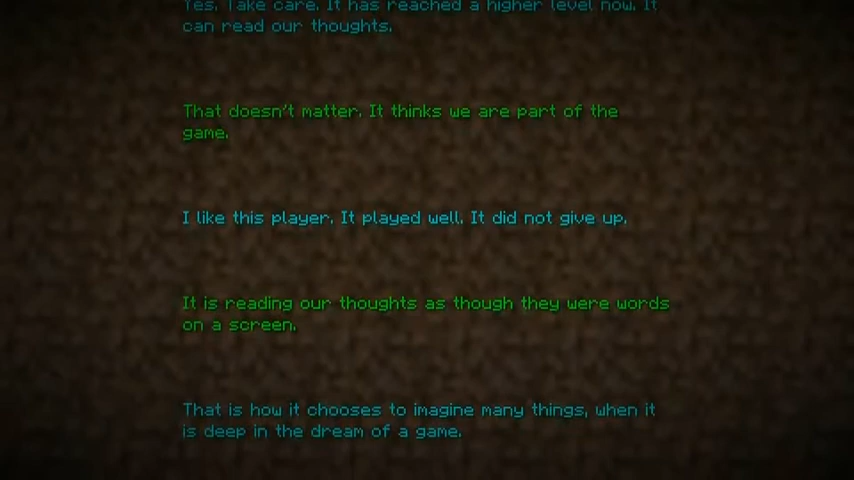 Yes. Take care. It has reached a higher level now. It
can read our thoughts.
That doesn't matter. It thinks we are part of the
game.
I like this player. It played well. It did not give up.
It is reading our thoughts as though they were words
on a screen.
That is how it chooses to imagine many things, when it
is deep in the dream of a game.